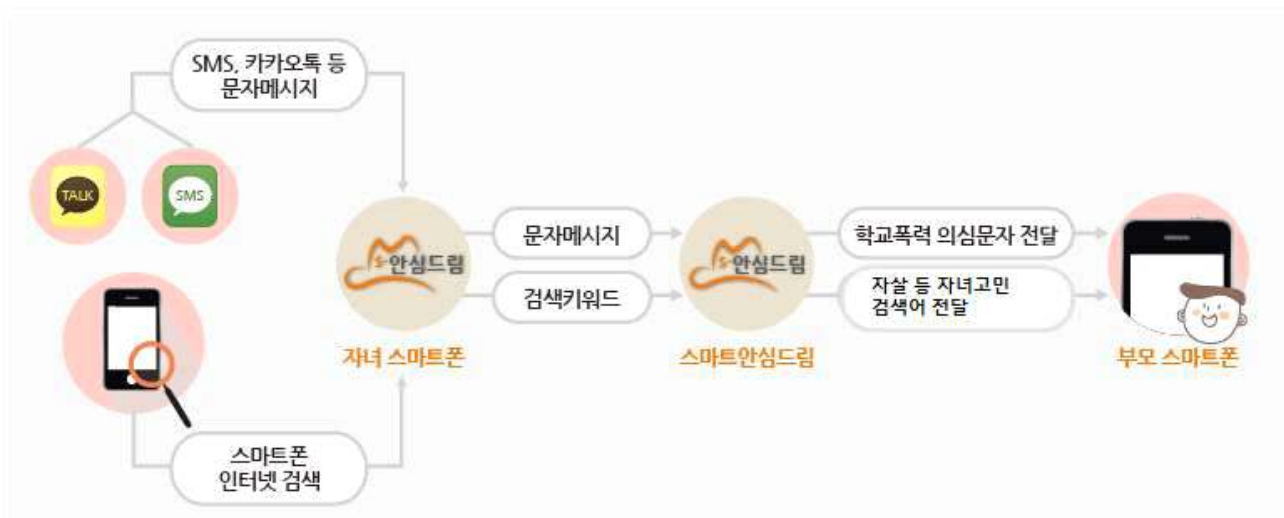 SMS, 카카오톡 등
문자메시지
TALK
SMS
S-안심드림
자녀 스마트폰
스마트폰
인터넷 검색
문자메시지
검색키워드
S-안심드림
스마트안심드림
학교폭력 의심문자 전달
자살 등 자녀고민
검색어 전달
부모 스마트폰